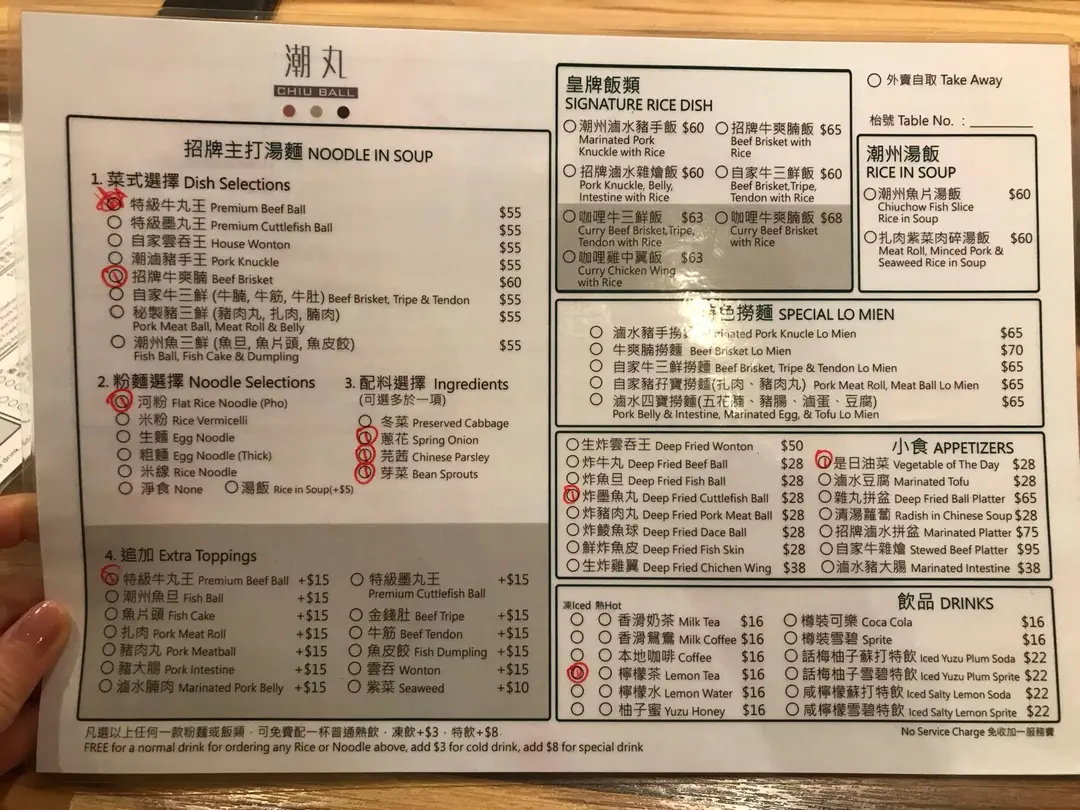 潮丸
CHIU BALL
招牌主打湯麵 NOODLE IN SOUP
1. 菜式選擇 Dish Selections
特級牛丸王 Premium Beef Ball $55
特級墨丸王 Premium Cuttlefish Ball $55
自家雲吞王 House Wonton $55
潮滷豬手王 Pork Knuckle $55
招牌牛爽腩 Beef Brisket $60
自家牛三鮮 (牛腩, 牛筋, 牛肚) Beef Brisket, Tripe & Tendon $55
秘製豬三鮮 (豬肉丸, 扎肉, 腩肉) $55
Pork Meat Ball, Meat Roll & Belly
潮州魚三鮮 (魚旦, 魚片頭, 魚皮餃) $55
Fish Ball, Fish Cake & Dumpling
2. 粉麵選擇 Noodle Selections
河粉 Flat Rice Noodle (Pho)
米粉 Rice Vermicelli
生麵 Egg Noodle
粗麵 Egg Noodle (Thick)
米線 Rice Noodle
淨食 None 湯飯 Rice in Soup(+$5)
3. 配料選擇 Ingredients
(可選多於一項)
冬菜 Preserved Cabbage
蔥花 Spring Onion
芫茜 Chinese Parsley
芽菜 Bean Sprouts
4. 追加 Extra Toppings
特級牛丸王 Premium Beef Ball +$15
潮州魚旦 Fish Ball +$15
魚片頭 Fish Cake +$15
扎肉 Pork Meat Roll +$15
豬肉丸 Pork Meatball +$15
豬大腸 Pork Intestine +$15
滷水腩肉 Marinated Pork Belly +$15
特級墨丸王 +$15
Premium Cuttlefish Ball
金錢肚 Beef Tripe +$15
牛筋 Beef Tendon +$15
魚皮餃 Fish Dumpling +$15
雲吞 Wonton +$15
紫菜 Seaweed +$10
凡選以上任何一款粉麵或飯類﹐可免費配一杯普通熱飲﹐凍飲+$3﹐特飲+$8
FREE for a normal drink for ordering any Rice or Noodle above, add $3 for cold drink, add $8 for special drink
皇牌飯類
SIGNATURE RICE DISH
潮州滷水豬手飯 $60
Marinated Pork
Knuckle with Rice
招牌牛爽腩飯 $65
Beef Brisket with
Rice
招牌滷水雜燴飯 $60
Pork Knuckle, Belly,
Intestine with Rice
自家牛三鮮飯 $60
Beef Brisket,Tripe,
Tendon with Rice
咖哩牛三鮮飯 $63
Curry Beef Brisket,Tripe,
Tendon with Rice
咖哩牛爽腩飯 $68
Curry Beef Brisket
with Rice
咖哩雞中翼飯 $63
Curry Chicken Wing
with Rice
外賣自取 Take Away
枱號 Table No. :
潮州湯飯
RICE IN SOUP
潮州魚片湯飯 $60
Chiuchow Fish Slice
Rice in Soup
扎肉紫菜肉碎湯飯 $60
Meat Roll, Minced Pork &
Seaweed Rice in Soup
色撈麵 SPECIAL LO MIEN
滷水豬手撈麵 Pork Knucle Lo Mien $65
牛爽腩撈麵 Beef Brisket Lo Mien $70
自家牛三鮮撈麵 Beef Brisket, Tripe & Tendon Lo Mien $65
自家豬孖寶撈麵(扎肉、豬肉丸) Pork Meat Roll, Meat Ball Lo Mien $65
滷水四寶撈麵(五花腩、豬腸、滷蛋、豆腐) $65
Pork Belly & Intestine, Marinated Egg, & Tofu Lo Mien
小食 APPETIZERS
生炸雲吞王 Deep Fried Wonton $50
炸牛丸 Deep Fried Beef Ball $28
炸魚旦 Deep Fried Fish Ball $28
炸墨魚丸 Deep Fried Cuttlefish Ball $28
炸豬肉丸 Deep Fried Pork Meat Ball $28
炸鯪魚球 Deep Fried Dace Ball $28
鮮炸魚皮 Deep Fried Fish Skin $28
生炸雞翼 Deep Fried Chichen Wing $38
是日油菜 Vegetable of The Day $28
滷水豆腐 Marinated Tofu $28
雜丸拼盆 Deep Fried Ball Platter $65
清湯蘿蔔 Radish in Chinese Soup $28
招牌滷水拼盆 Marinated Platter $75
自家牛雜燴 Stewed Beef Platter $95
滷水豬大腸 Marinated Intestine $38
飲品 DRINKS
凍Iced 熱Hot
香滑奶茶 Milk Tea $16
香滑鴛鴦 Milk Coffee $16
本地咖啡 Coffee $16
檸檬茶 Lemon Tea $16
檸檬水 Lemon Water $16
柚子蜜 Yuzu Honey $16
樽裝可樂 Coca Cola $16
樽裝雪碧 Sprite $16
話梅柚子蘇打特飲 Iced Yuzu Plum Soda $22
話梅柚子雪碧特飲 Iced Yuzu Plum Sprite $22
咸檸檬蘇打特飲 Iced Salty Lemon Soda $22
咸檸檬雪碧特飲 Iced Salty Lemon Sprite $22
No Service Charge 免收加一服務費